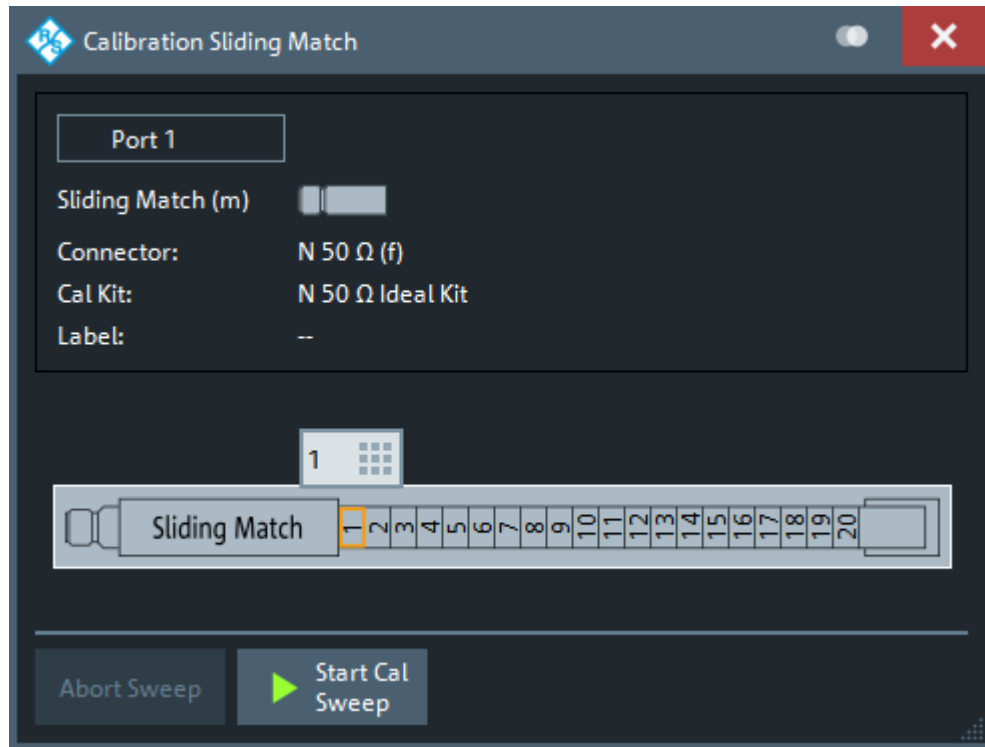 R&S Calibration Sliding Match
Port 1
Sliding Match (m)
Connector: N 50 Ω (f)
Cal Kit: N 50 Ω Ideal Kit
Label: --
1
Sliding Match 1 2 3 4 5 6 7 8 9 10 11 12 13 14 15 16 17 18 19 20
Abort Sweep
Start Cal
Sweep